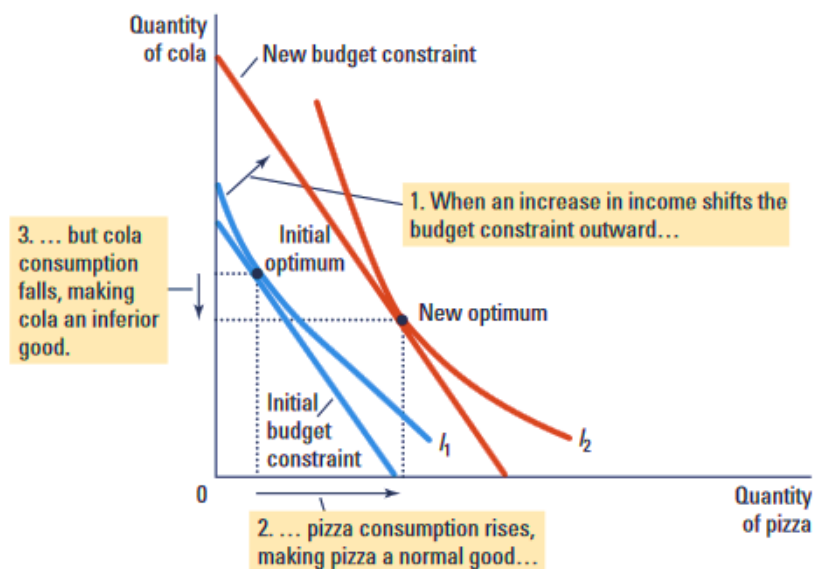 Quantity
of cola
New budget constraint
1. When an increase in income shifts the
budget constraint outward…
3. … but cola
consumption
falls, making
cola an inferior
good.
Initial
optimum
New optimum
Initial
budget
constraint
I₁
I₂
0
Quantity
of pizza
2. … pizza consumption rises,
making pizza a normal good…